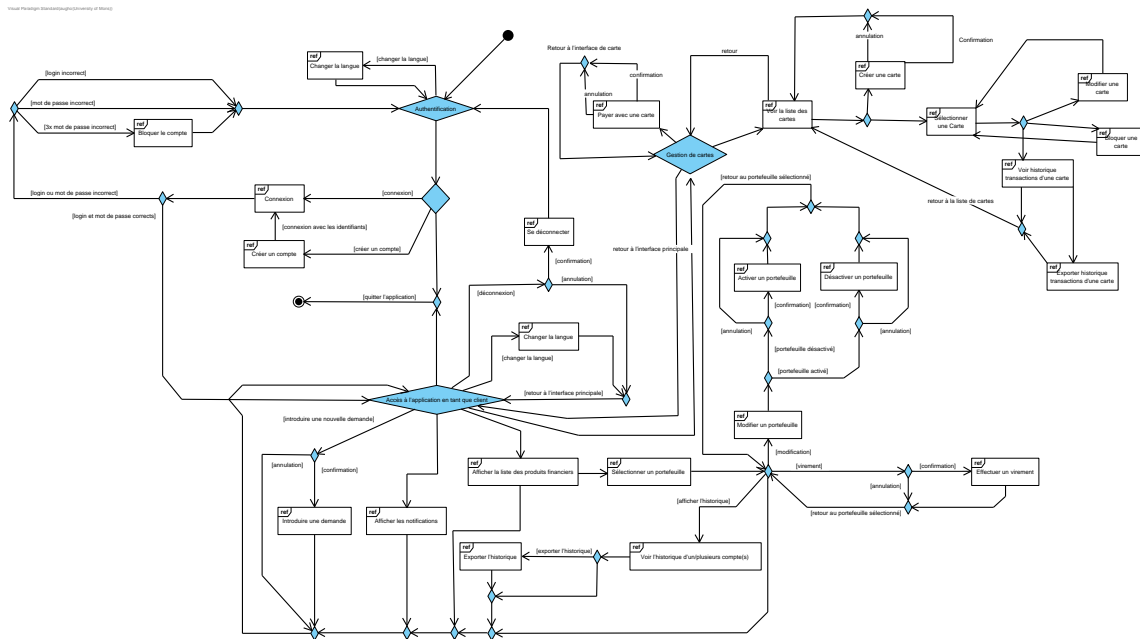 Visual Paradigm Standard(sujphu(University of Mons))
ref
Changer la langue
[changer la langue]
Authentification
[login incorrect]
[mot de passe incorrect]
[3x mot de passe incorrect]
ref
Bloquer le compte
[login ou mot de passe incorrect]
[login et mot de passe corrects]
ref
Connexion
[connexion]
[connexion avec les identifiants]
ref
Créer un compte
[créer un compte]
[quitter l'application]
ref
Se déconnecter
[confirmation]
[annulation]
[déconnexion]
ref
Changer la langue
[changer la langue]
[retour à l'interface principale]
Accès à l'application en tant que client
Retour à l'interface de carte
confirmation
annulation
ref
Payer avec une carte
Gestion de cartes
retour
retour à l'interface principale
ref
Voir la liste des
cartes
annulation
Confirmation
ref
Créer une carte
ref
Sélectionner
une Carte
ref
Modifier une
carte
ref
Bloquer une
carte
ref
Voir historique
transactions d'une carte
retour à la liste de cartes
ref
Exporter historique
transactions d'une carte
[retour au portefeuille sélectionné]
ref
Activer un portefeuille
ref
Désactiver un portefeuille
[confirmation]
[confirmation]
[annulation]
[annulation]
[portefeuille désactivé]
[portefeuille activé]
ref
Modifier un portefeuille
[modification]
[virement]
[confirmation]
ref
Effectuer un virement
[annulation]
[retour au portefeuille sélectionné]
[introduire une nouvelle demande]
[annulation]
[confirmation]
ref
Introduire une demande
ref
Afficher les notifications
ref
Afficher la liste des produits financiers
ref
Sélectionner un portefeuille
[afficher l'historique]
ref
Voir l'historique d'un/plusieurs compte(s)
[exporter l'historique]
ref
Exporter l'historique